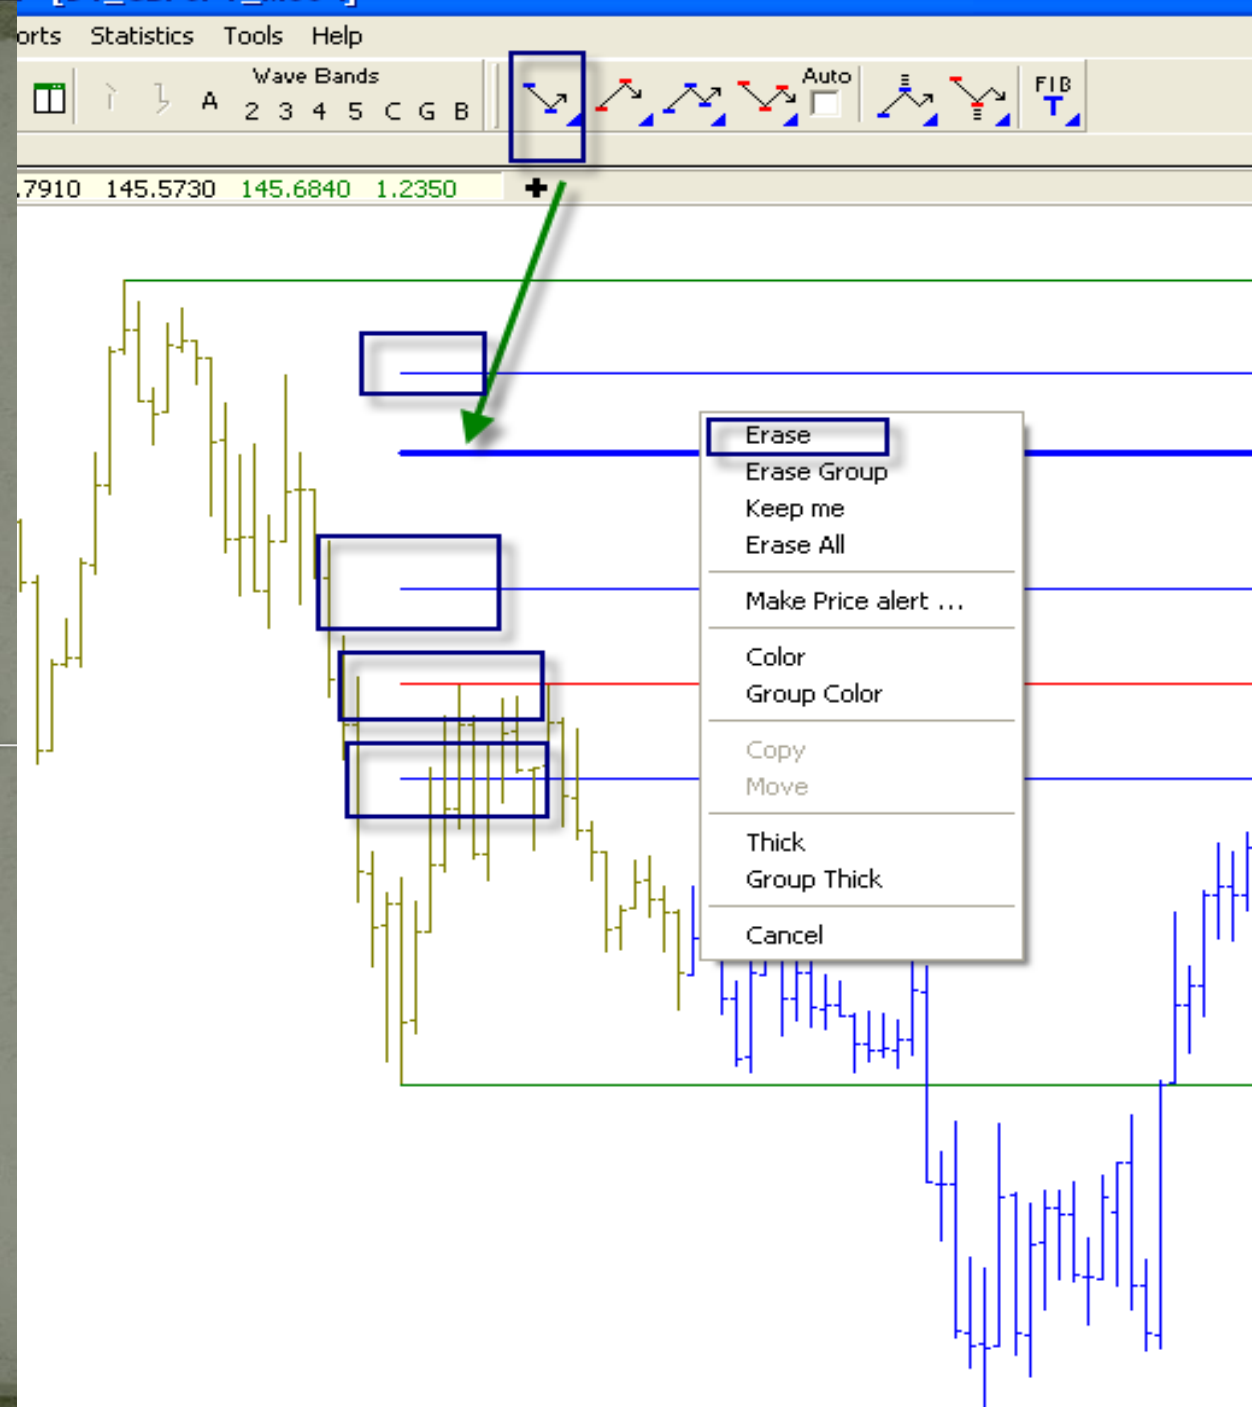 orts Statistics Tools Help
Wave Bands
A 2 3 4 5 C G B
Auto
FIB
T
.7910 145.5730 145.6840 1.2350
Erase
Erase Group
Keep me
Erase All
Make Price alert ...
Color
Group Color
Copy
Move
Thick
Group Thick
Cancel